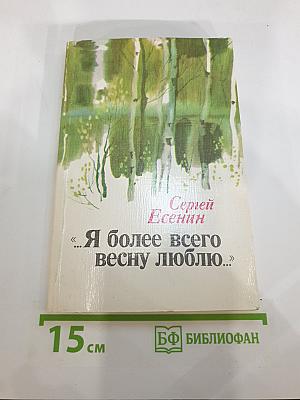 Сергей
Есенин
«...Я более всего
весну люблю...»
15 см
БФ БИБЛИОФАН